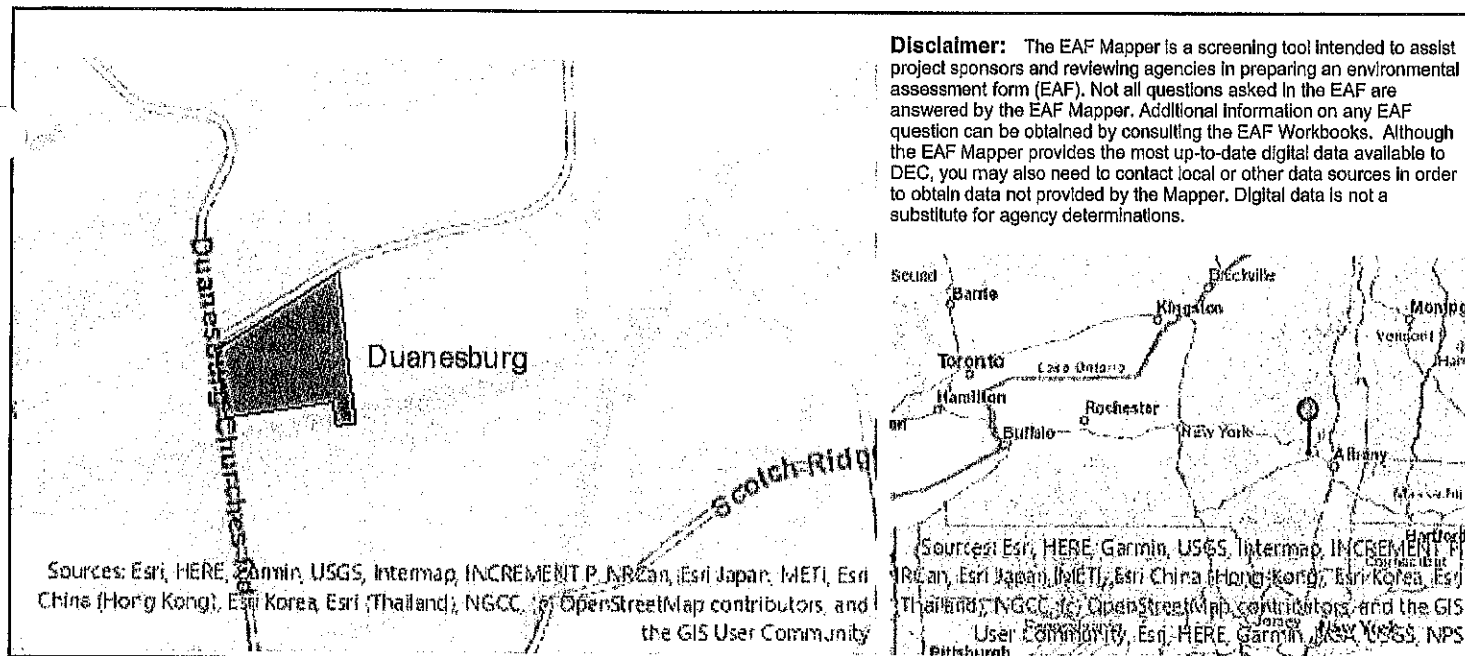 Disclaimer: The EAF Mapper is a screening tool intended to assist
project sponsors and reviewing agencies in preparing an environmental
assessment form (EAF). Not all questions asked in the EAF are
answered by the EAF Mapper. Additional information on any EAF
question can be obtained by consulting the EAF Workbooks. Although
the EAF Mapper provides the most up-to-date digital data available to
DEC, you may also need to contact local or other data sources in order
to obtain data not provided by the Mapper. Digital data is not a
substitute for agency determinations.
Duanesburg Churches Rd
Duanesburg
Scotch Ridg
Sources: Esri, HERE, Garmin, USGS, Intermap, INCREMENT P, NRCan, Esri Japan, METI, Esri
China (Hong Kong), Esri Korea, Esri (Thailand), NGCC, (c) OpenStreetMap contributors, and
the GIS User Community
Barrie
Kingston
Toronto
Hamilton
Rochester
Buffalo
New York
Albany
Vermont
Hartford
Sources: Esri, HERE, Garmin, USGS, Intermap, INCREMENT P,
NRCan, Esri Japan, METI, Esri China (Hong Kong), Esri Korea, Esri
(Thailand), NGCC, (c) OpenStreetMap contributors, and the GIS
User Community, Esri, HERE, Garmin, USGS, NPS
Pittsburgh